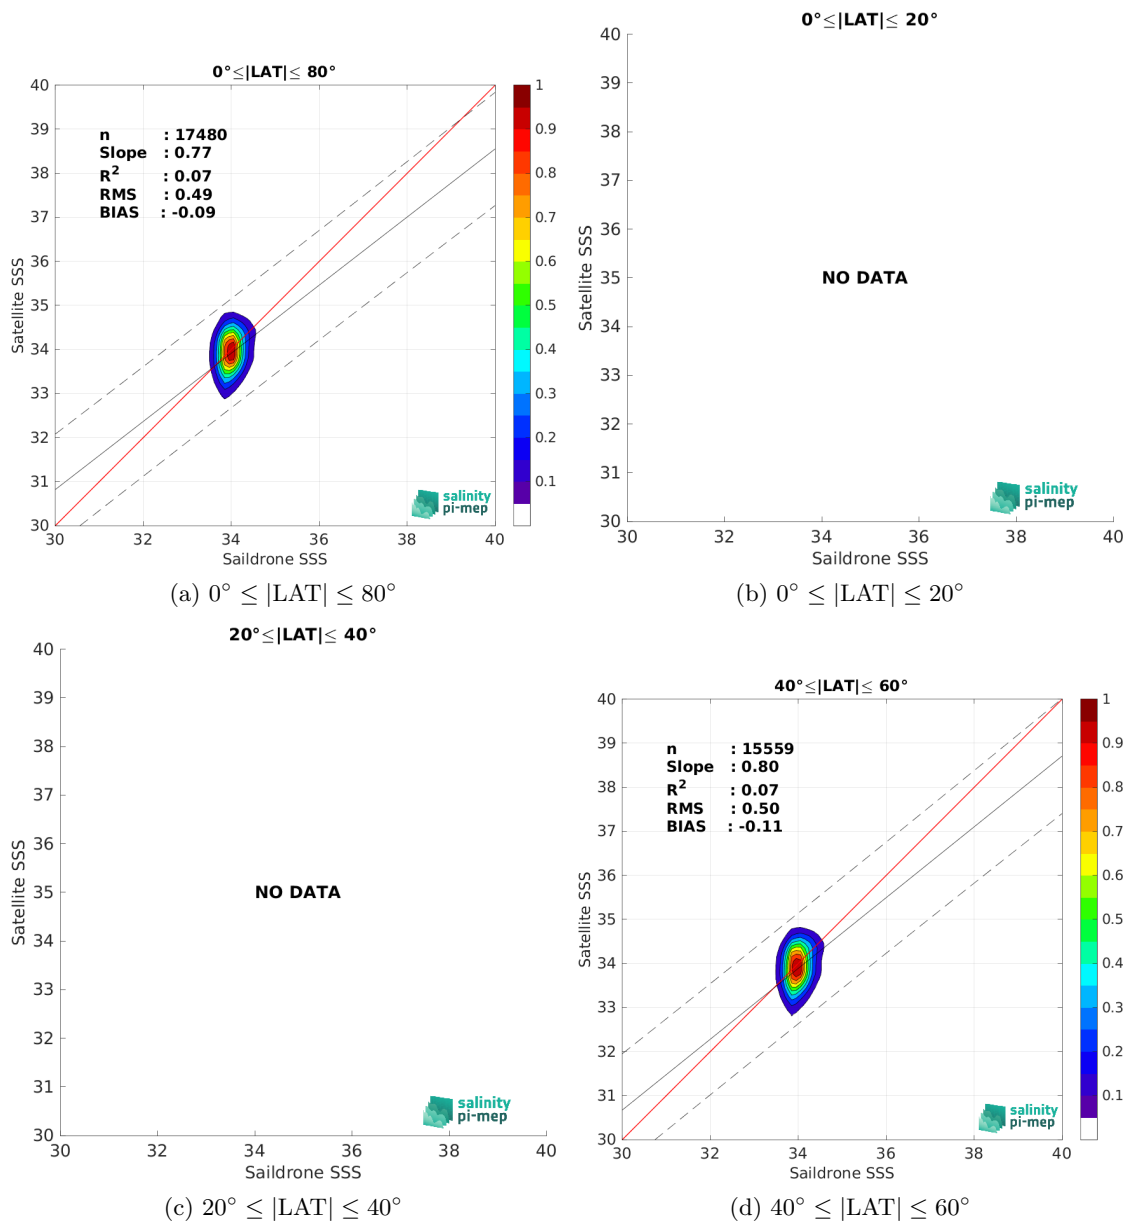 0°≤|LAT|≤ 80°
40
39
38
37
36
35
34
33
32
31
30
Satellite SSS
n : 17480
Slope : 0.77
R² : 0.07
RMS : 0.49
BIAS : -0.09
salinity
pi-mep
30 32 34 36 38 40
Saildrone SSS
1
0.9
0.8
0.7
0.6
0.5
0.4
0.3
0.2
0.1
(a) 0° ≤ |LAT| ≤ 80°
0°≤|LAT|≤ 20°
40
39
38
37
36
35
34
33
32
31
30
Satellite SSS
NO DATA
salinity
pi-mep
30 32 34 36 38 40
Saildrone SSS
(b) 0° ≤ |LAT| ≤ 20°
20°≤|LAT|≤ 40°
40
39
38
37
36
35
34
33
32
31
30
Satellite SSS
NO DATA
salinity
pi-mep
30 32 34 36 38 40
Saildrone SSS
(c) 20° ≤ |LAT| ≤ 40°
40°≤|LAT|≤ 60°
40
39
38
37
36
35
34
33
32
31
30
Satellite SSS
n : 15559
Slope : 0.80
R² : 0.07
RMS : 0.50
BIAS : -0.11
salinity
pi-mep
30 32 34 36 38 40
Saildrone SSS
1
0.9
0.8
0.7
0.6
0.5
0.4
0.3
0.2
0.1
(d) 40° ≤ |LAT| ≤ 60°